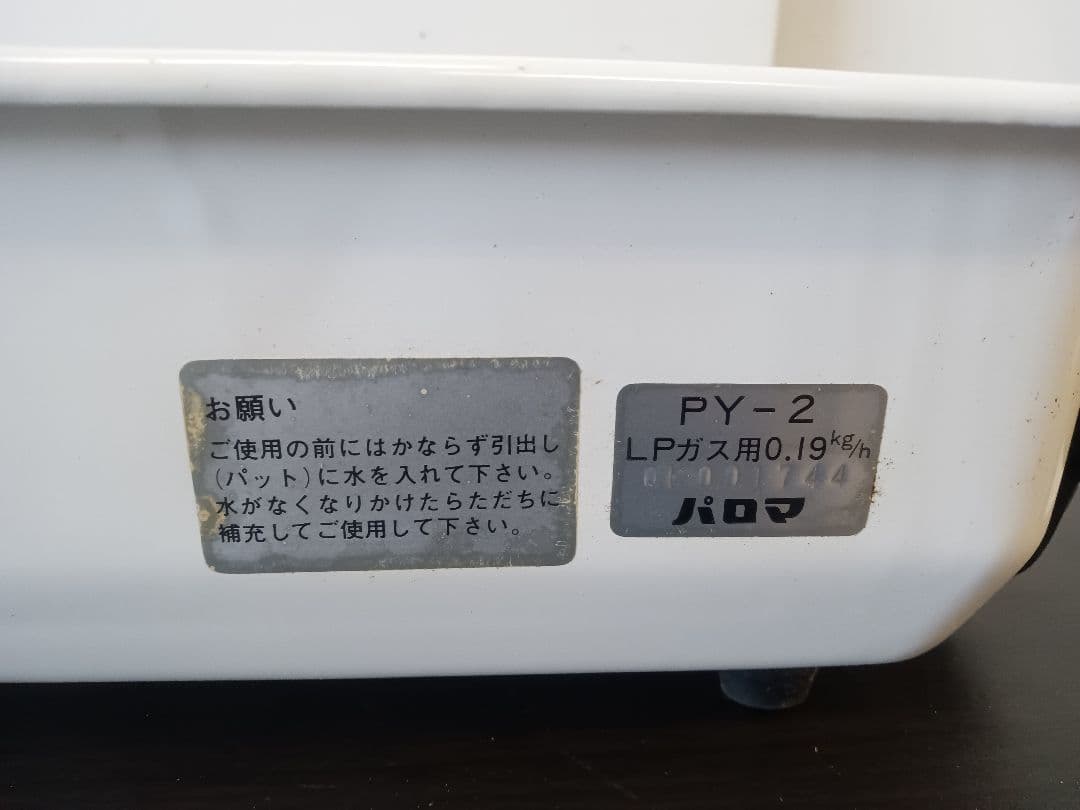 お願い
ご使用の前にはかならず引出し
(パット)に水を入れて下さい。
水がなくなりかけたらただちに
補充してご使用して下さい。
PY-2
LPガス用0.19kg/h
パロマ